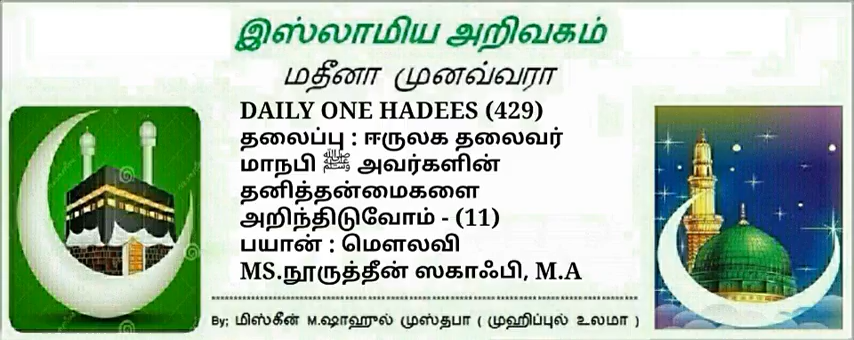 இஸ்லாமிய அறிவகம்
மதீனா முனவ்வரா
DAILY ONE HADEES (429)
தலைப்பு : ஈருலக தலைவர்
மாநபி ﷺ அவர்களின்
தனித்தன்மைகளை
அறிந்திடுவோம் - (11)
பயான் : மௌலவி
MS.நூருத்தீன் ஸகாஃபி, M.A
By; மிஸ்கீன் M.ஷாஹுல் முஸ்தபா ( முஹிப்புல் உலமா )